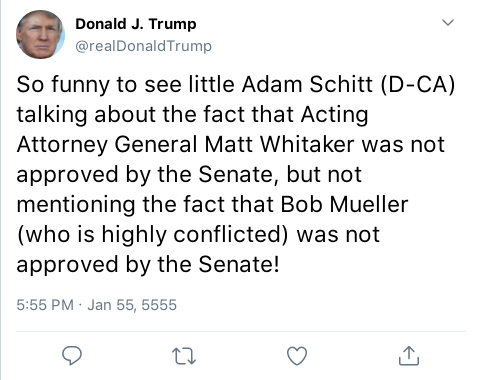 Donald J. Trump
@realDonaldTrump
So funny to see little Adam Schitt (D-CA)
talking about the fact that Acting
Attorney General Matt Whitaker was not
approved by the Senate, but not
mentioning the fact that Bob Mueller
(who is highly conflicted) was not
approved by the Senate!
5:55 PM · Jan 55, 5555